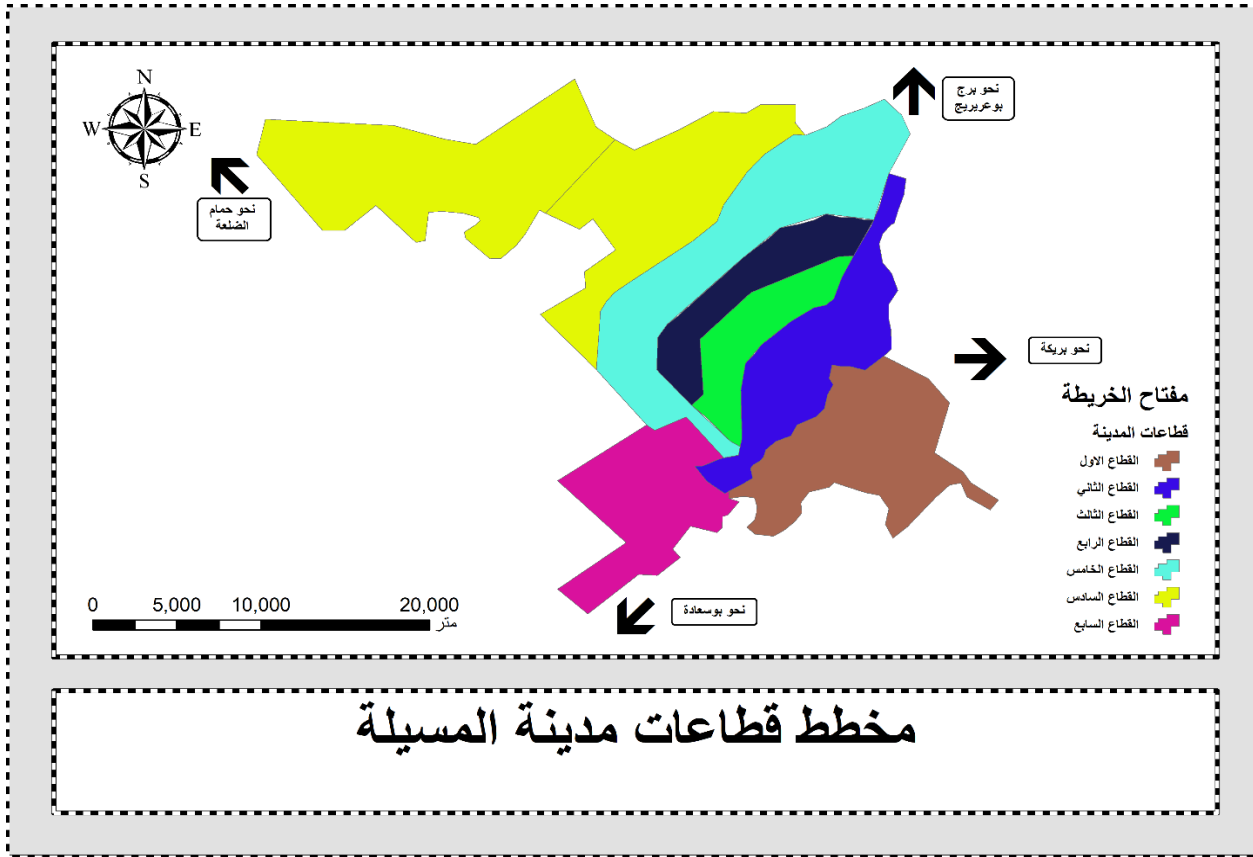 N
W E
S
نحو حمام
الضلعة
نحو برج
بوعريريج
نحو بريكة
مفتاح الخريطة
قطاعات المدينة
القطاع الاول
القطاع الثاني
القطاع الثالث
القطاع الرابع
القطاع الخامس
القطاع السادس
القطاع السابع
نحو بوسعادة
0 5,000 10,000 20,000
متر
مخطط قطاعات مدينة المسيلة